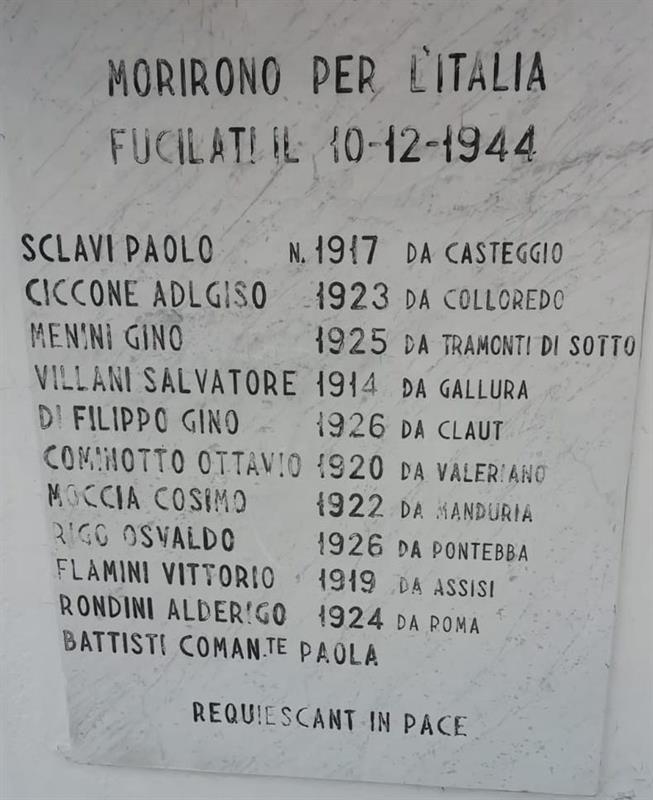 MORIRONO PER L'ITALIA
FUCILATI IL 10-12-1944
SCLAVI PAOLO N. 1917 DA CASTEGGIO
CICCONE ADLGISO 1923 DA COLLOREDO
MENINI GINO 1925 DA TRAMONTI DI SOTTO
VILLANI SALVATORE 1914 DA GALLURA
DI FILIPPO GINO 1926 DA CLAUT
COMINOTTO OTTAVIO 1920 DA VALERIANO
MOCCIA COSIMO 1922 DA MANDURIA
RIGO OSVALDO 1926 DA PONTEBBA
FLAMINI VITTORIO 1919 DA ASSISI
RONDINI ALDERIGO 1924 DA ROMA
BATTISTI COMAN.TE PAOLA
REQUIESCANT IN PACE